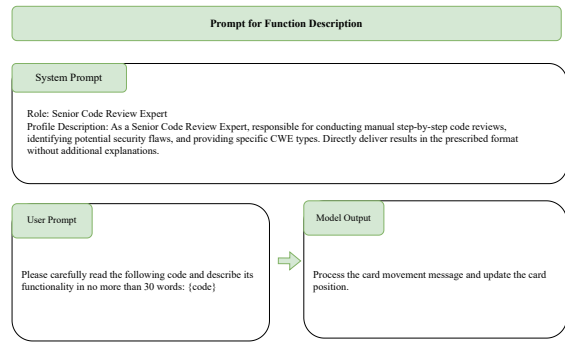 Prompt for Function Description
System Prompt
Role: Senior Code Review Expert
Profile Description: As a Senior Code Review Expert, responsible for conducting manual step-by-step code reviews,
identifying potential security flaws, and providing specific CWE types. Directly deliver results in the prescribed format
without additional explanations.
User Prompt
Please carefully read the following code and describe its
functionality in no more than 30 words: {code}
Model Output
Process the card movement message and update the card
position.